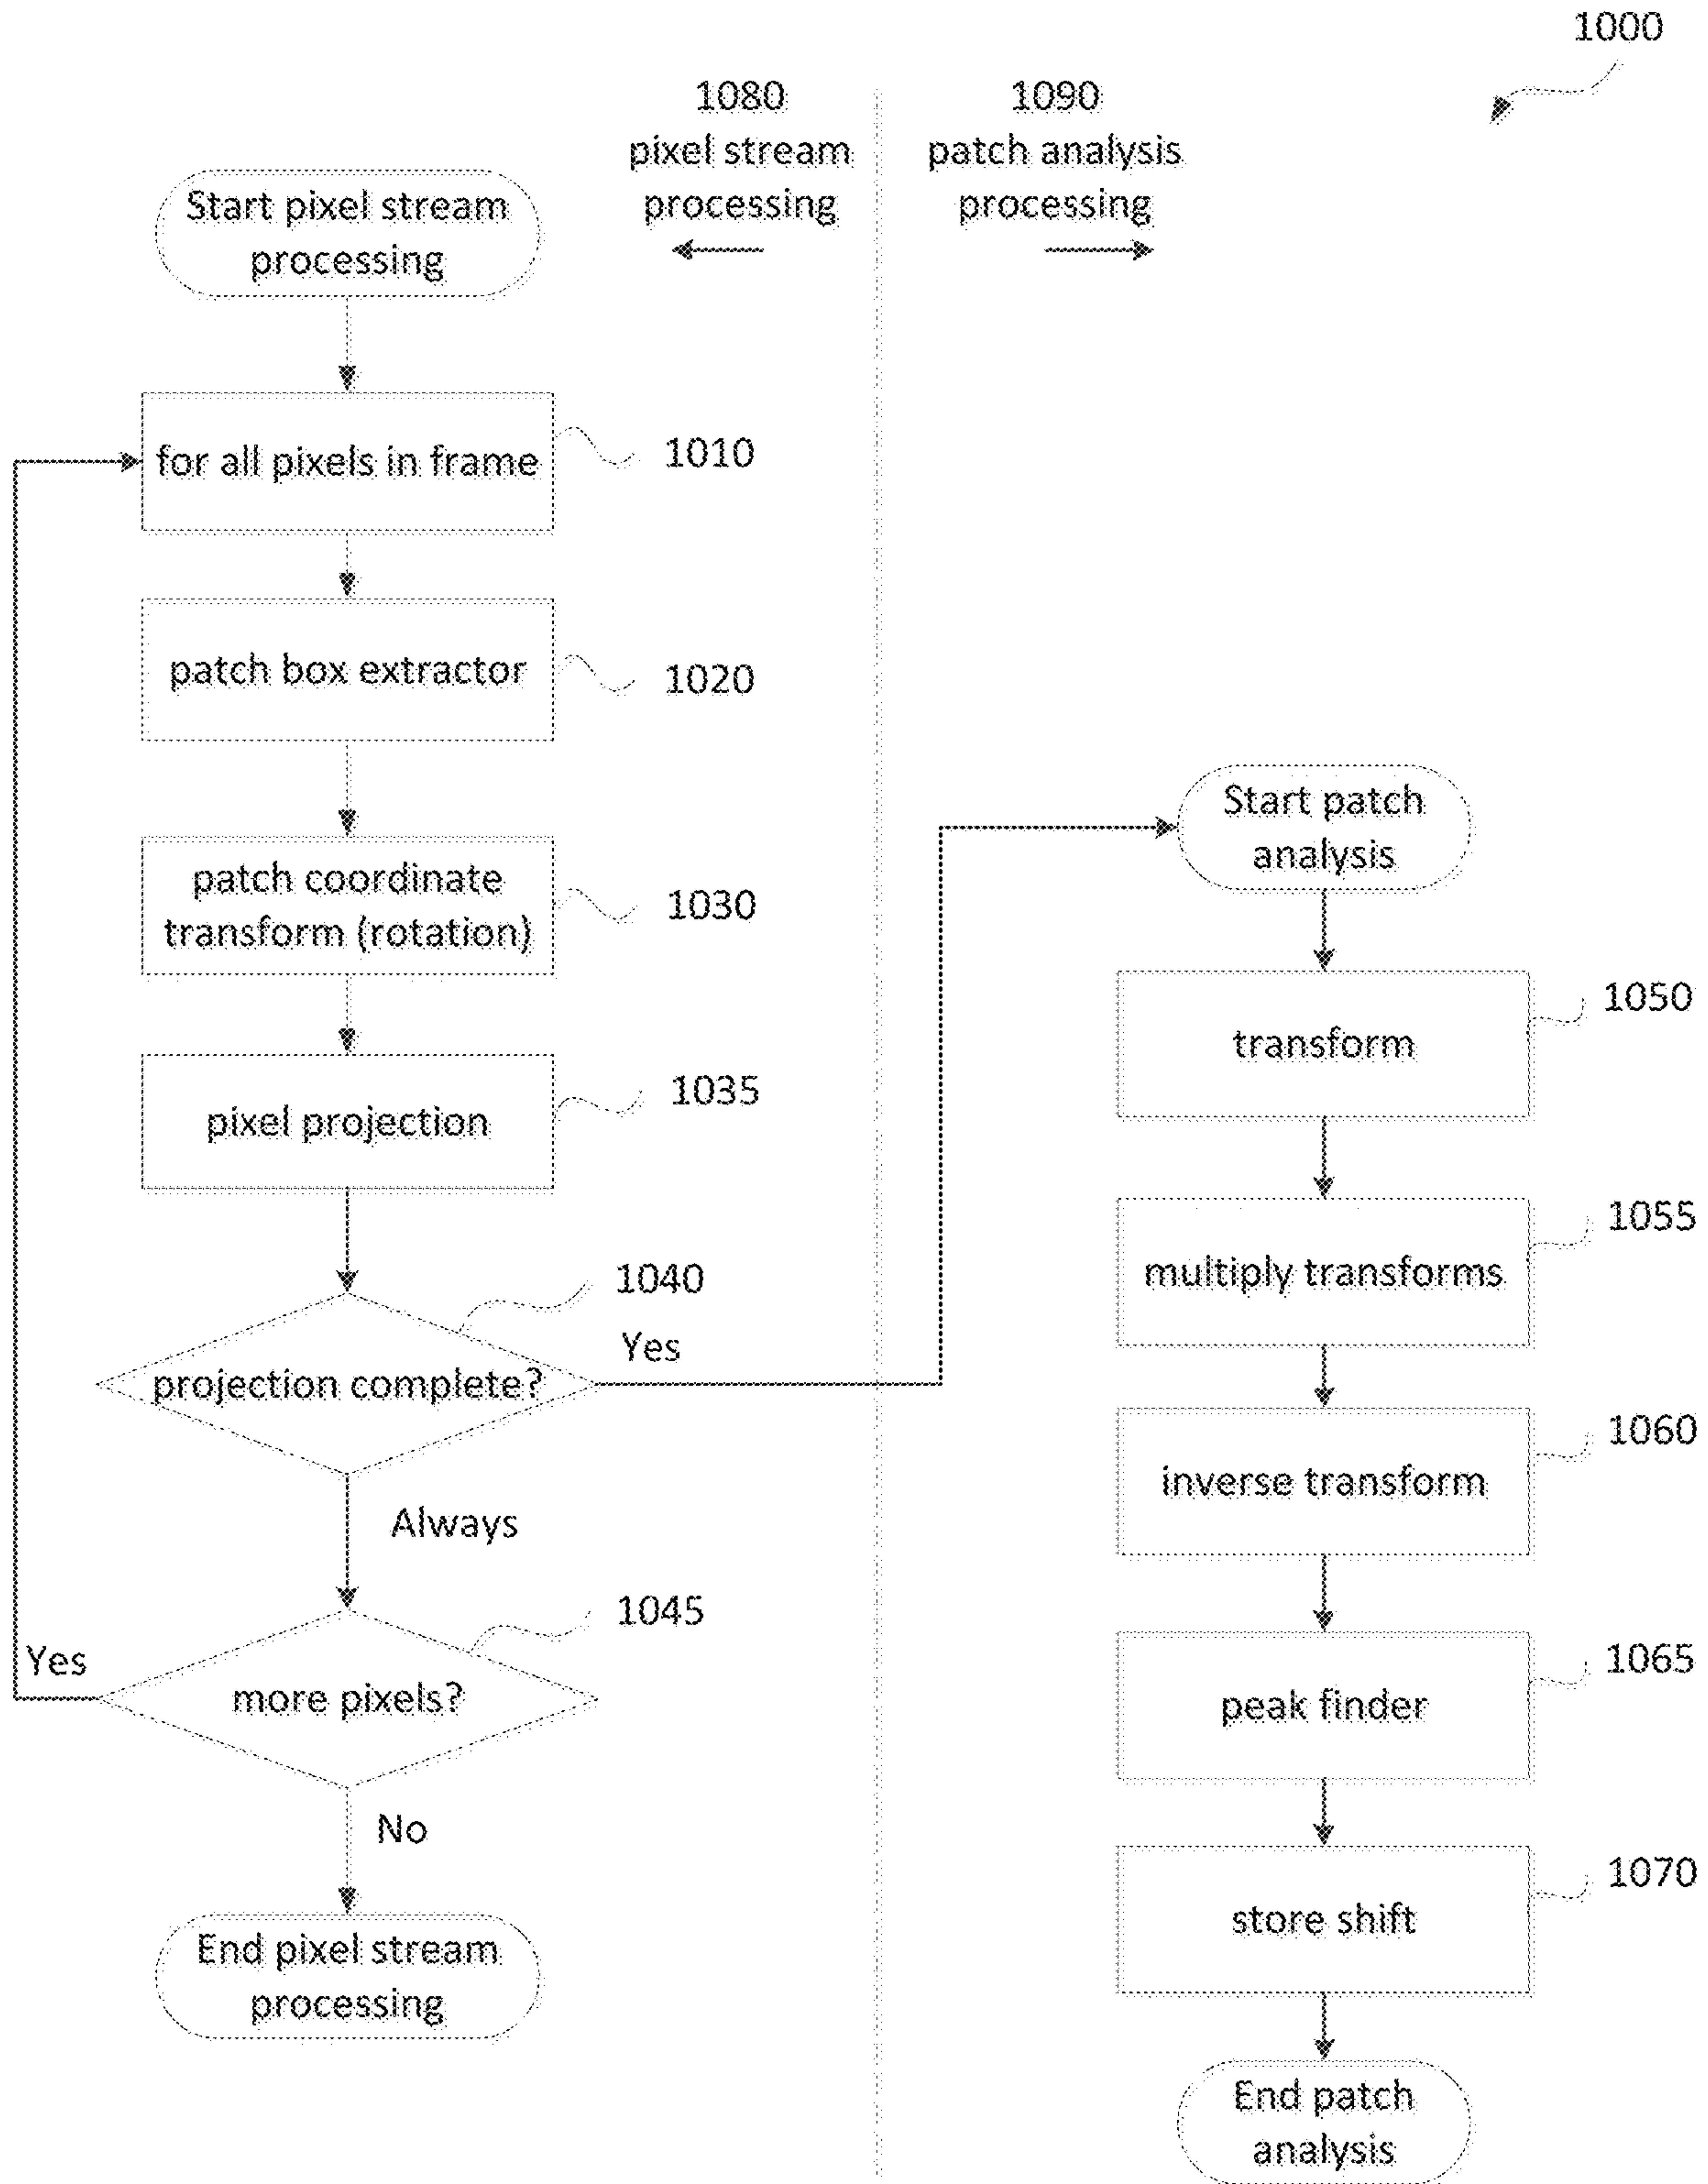 1000
1080
pixel stream
processing
1090
patch analysis
processing
Start pixel stream
processing
for all pixels in frame
1010
patch box extractor
1020
patch coordinate
transform (rotation)
1030
pixel projection
1035
projection complete?
1040
Yes
Always
more pixels?
1045
Yes
No
End pixel stream
processing
Start patch
analysis
transform
1050
multiply transforms
1055
inverse transform
1060
peak finder
1065
store shift
1070
End patch
analysis